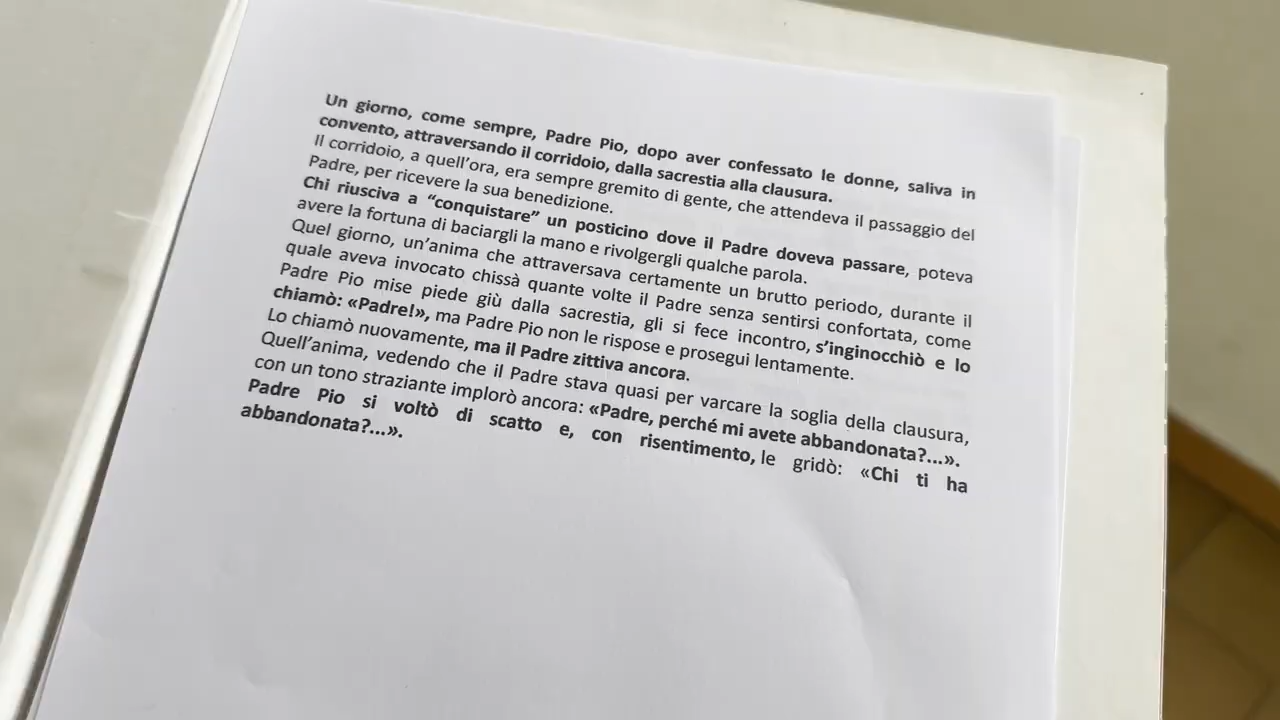 Un giorno, come sempre, Padre Pio, dopo aver confessato le donne, saliva in
convento, attraversando il corridoio, dalla sacrestia alla clausura.
Il corridoio, a quell’ora, era sempre gremito di gente, che attendeva il passaggio del
Padre, per ricevere la sua benedizione.
Chi riusciva a “conquistare” un posticino dove il Padre doveva passare, poteva
avere la fortuna di baciargli la mano e rivolgergli qualche parola.
Quel giorno, un’anima che attraversava certamente un brutto periodo, durante il
quale aveva invocato chissà quante volte il Padre senza sentirsi confortata, come
Padre Pio mise piede giù dalla sacrestia, gli si fece incontro, s’inginocchiò e lo
chiamò: «Padre!», ma Padre Pio non le rispose e prosegui lentamente.
Lo chiamò nuovamente, ma il Padre zittiva ancora.
Quell’anima, vedendo che il Padre stava quasi per varcare la soglia della clausura,
con un tono straziante implorò ancora: «Padre, perché mi avete abbandonata?...».
Padre Pio si voltò di scatto e, con risentimento, le gridò: «Chi ti ha
abbandonata?...».